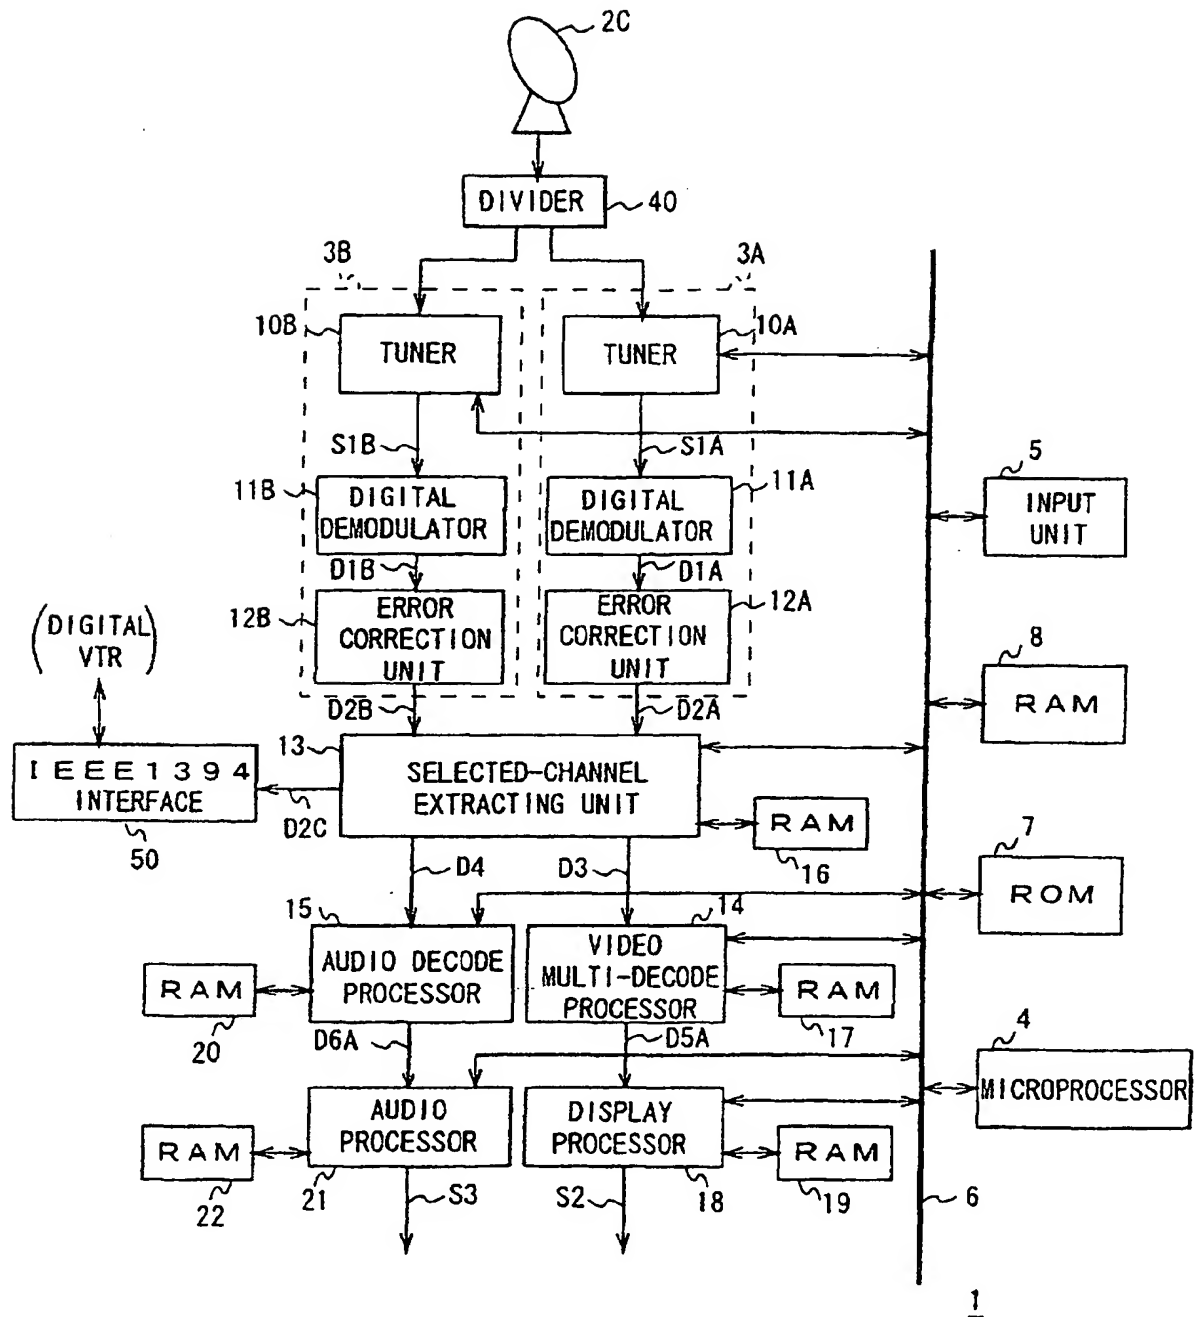 2C
DIVIDER
40
3B
3A
10B
TUNER
TUNER
10A
S1B
S1A
5
INPUT
UNIT
11B
DIGITAL
DEMODULATOR
DIGITAL
DEMODULATOR
11A
D1B
D1A
12B
ERROR
CORRECTION
UNIT
ERROR
CORRECTION
UNIT
12A
(DIGITAL
VTR)
8
RAM
D2B
D2A
13
SELECTED-CHANNEL
EXTRACTING UNIT
IEEE1394
INTERFACE
50
D2C
RAM
16
D4
D3
7
ROM
15
AUDIO DECODE
PROCESSOR
14
VIDEO
MULTI-DECODE
PROCESSOR
RAM
20
RAM
17
D6A
D5A
4
MICROPROCESSOR
AUDIO
PROCESSOR
21
DISPLAY
PROCESSOR
18
RAM
22
RAM
19
S3
S2
6
1